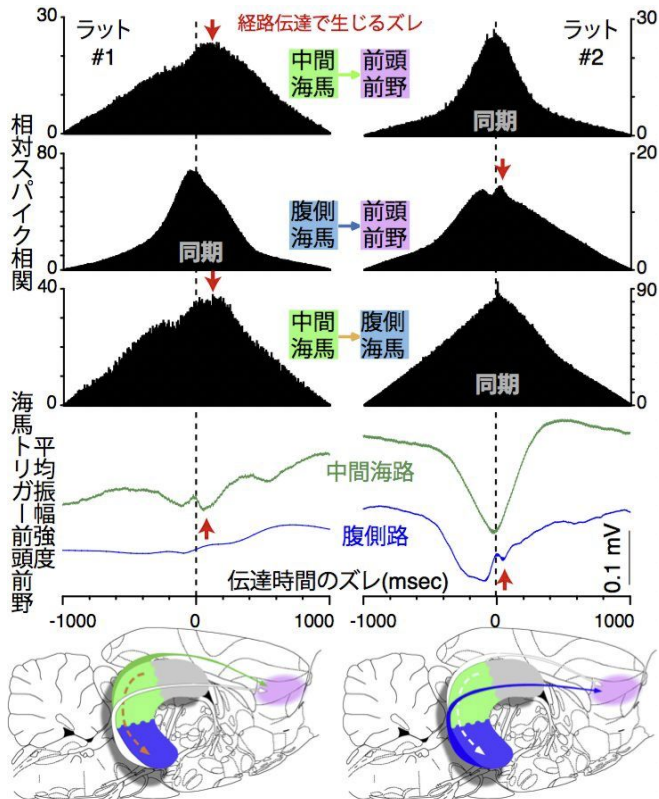 ラット
#1
経路伝達で生じるズレ
ラット
#2
30
0
中間
海馬
前頭
前野
30
0
同期
相対スパイク相関
80
0
同期
腹側
海馬
前頭
前野
20
0
40
0
中間
海馬
腹側
海馬
90
0
同期
海馬トリガー前頭前野
平均振幅強度
中間海路
腹側路
伝達時間のズレ(msec)
0.1 mV
-1000
0
1000
-1000
0
1000